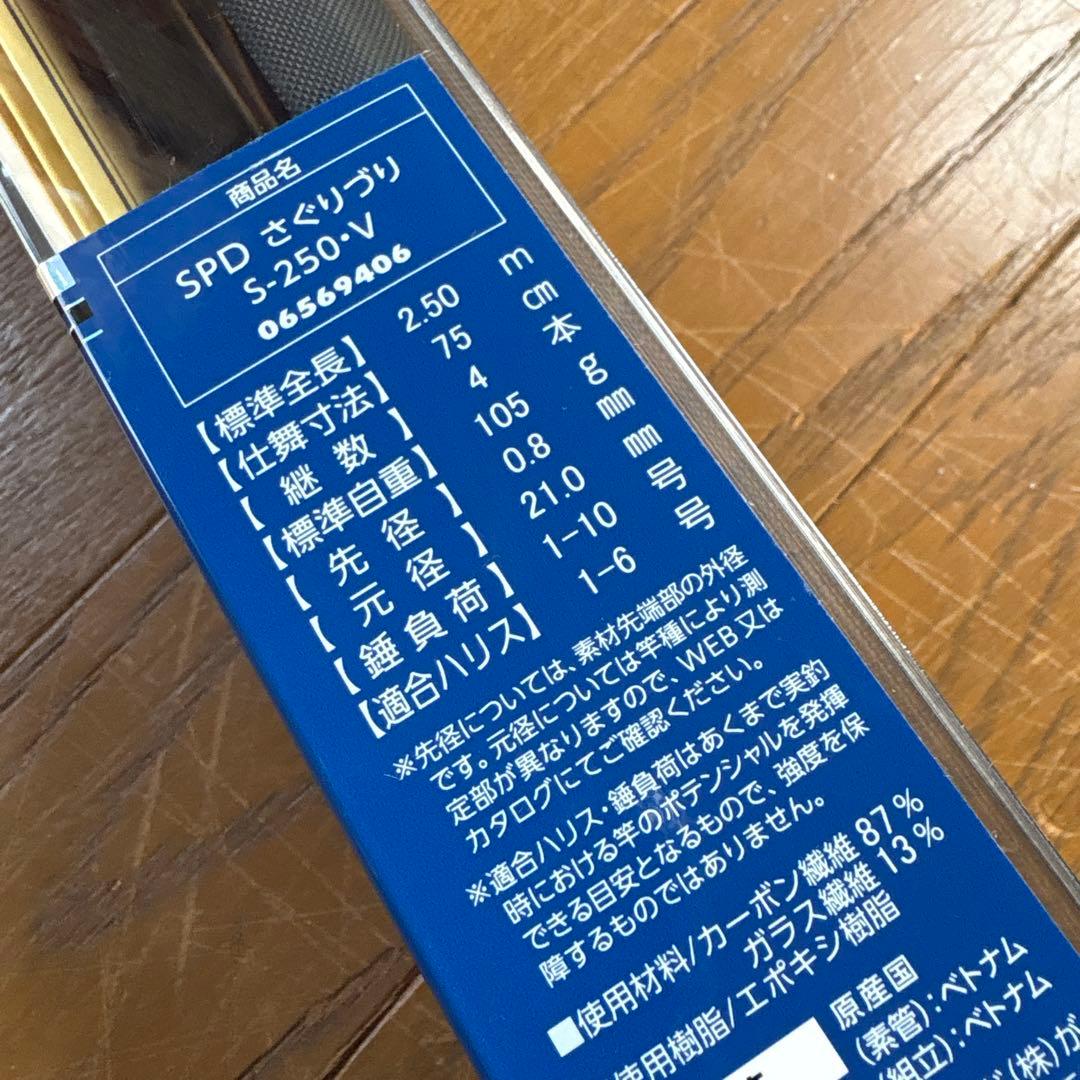 商品名
SPD さぐりづり
S-250・V
06569406
【標準全長】 2.50 m
【仕舞寸法】 75 cm
【継数】 4 本
【標準自重】 105 g
【先径】 0.8 mm
【元径】 21.0 mm
【錘負荷】 1-10 号
【適合ハリス】 1-6 号
※先径については、素材先端部の外径
です。元径については竿種により測
定部が異なりますので、WEB又は
カタログにてご確認ください。
※適合ハリス・錘負荷はあくまで実釣
時における竿のポテンシャルを発揮
できる目安となるもので、強度を保
障するものではありません。
■使用材料/カーボン繊維 87%
ガラス繊維 13%
使用樹脂/エポキシ樹脂
原産国
(素管):ベトナム
(組立):ベトナム
(株)が